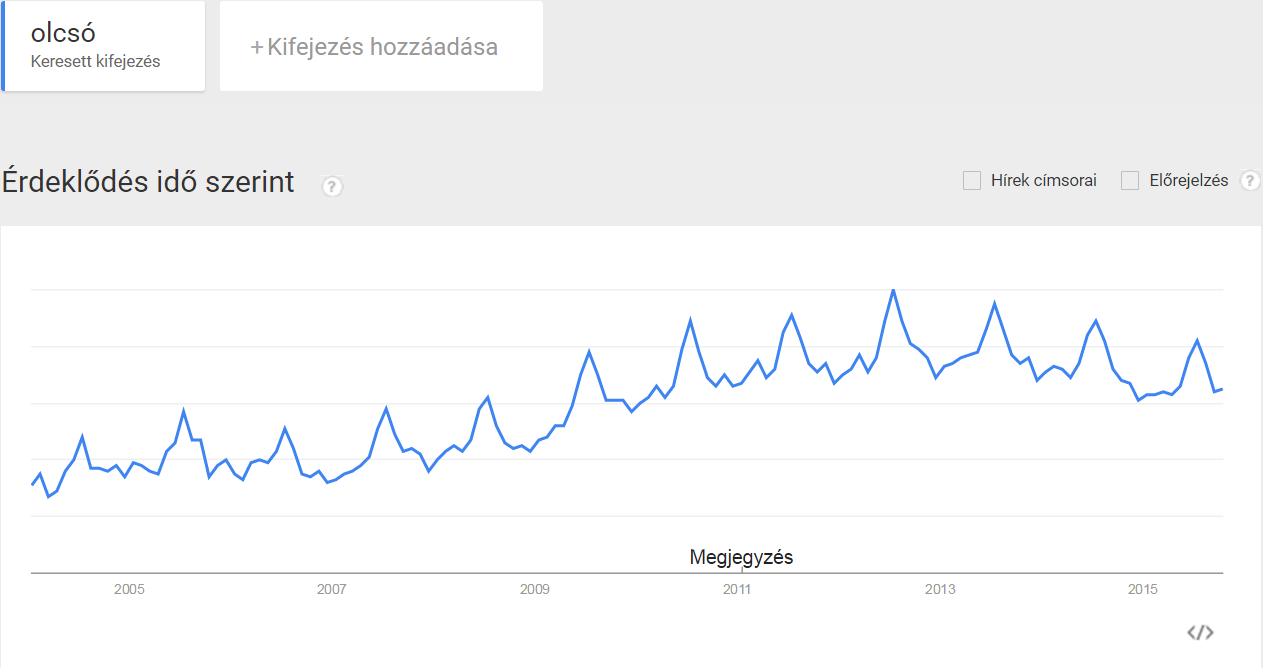 olcsó
Keresett kifejezés
+Kifejezés hozzáadása
Érdeklődés idő szerint ?
Hírek címsorai
Előrejelzés ?
Megjegyzés
2005 2007 2009 2011 2013 2015
</>